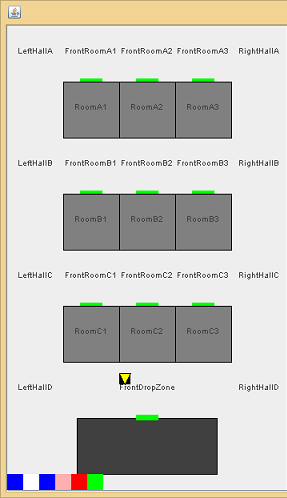 LeftHallA FrontRoomA1 FrontRoomA2 FrontRoomA3 RightHallA
RoomA1 RoomA2 RoomA3
LeftHallB FrontRoomB1 FrontRoomB2 FrontRoomB3 RightHallB
RoomB1 RoomB2 RoomB3
LeftHallC FrontRoomC1 FrontRoomC2 FrontRoomC3 RightHallC
RoomC1 RoomC2 RoomC3
LeftHallD FrontDropZone RightHallD